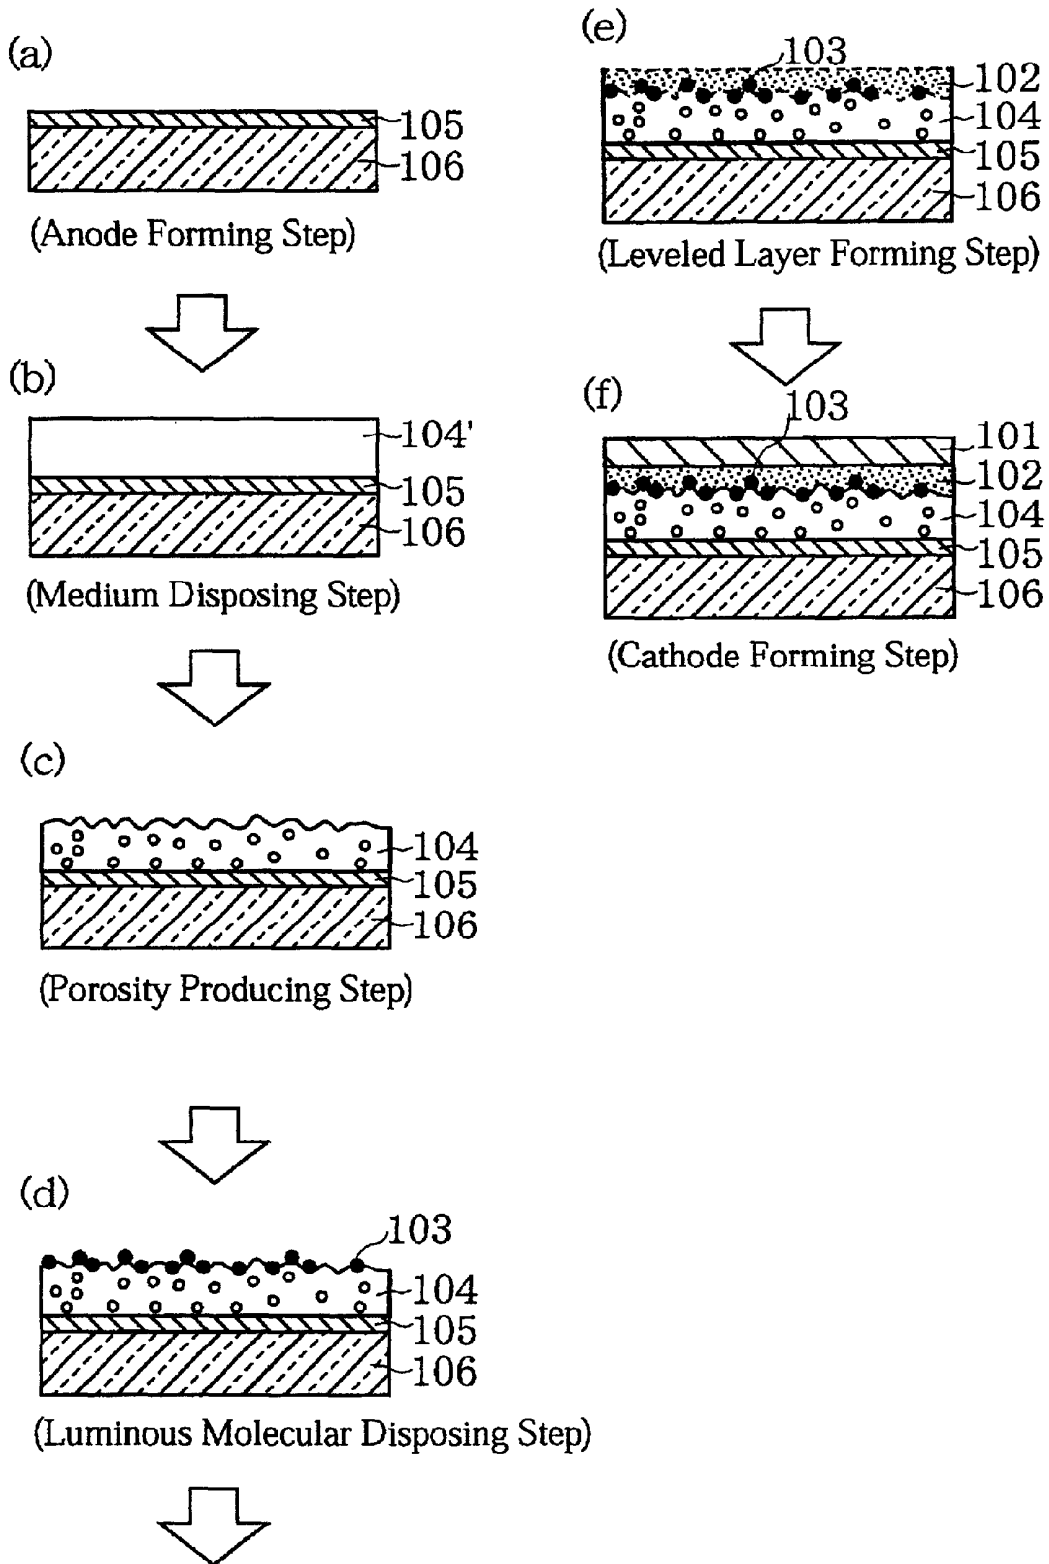 (a)
105
106
(Anode Forming Step)
(b)
104'
105
106
(Medium Disposing Step)
(c)
104
105
106
(Porosity Producing Step)
(d)
103
104
105
106
(Luminous Molecular Disposing Step)
(e)
103
102
104
105
106
(Leveled Layer Forming Step)
(f)
103
101
102
104
105
106
(Cathode Forming Step)